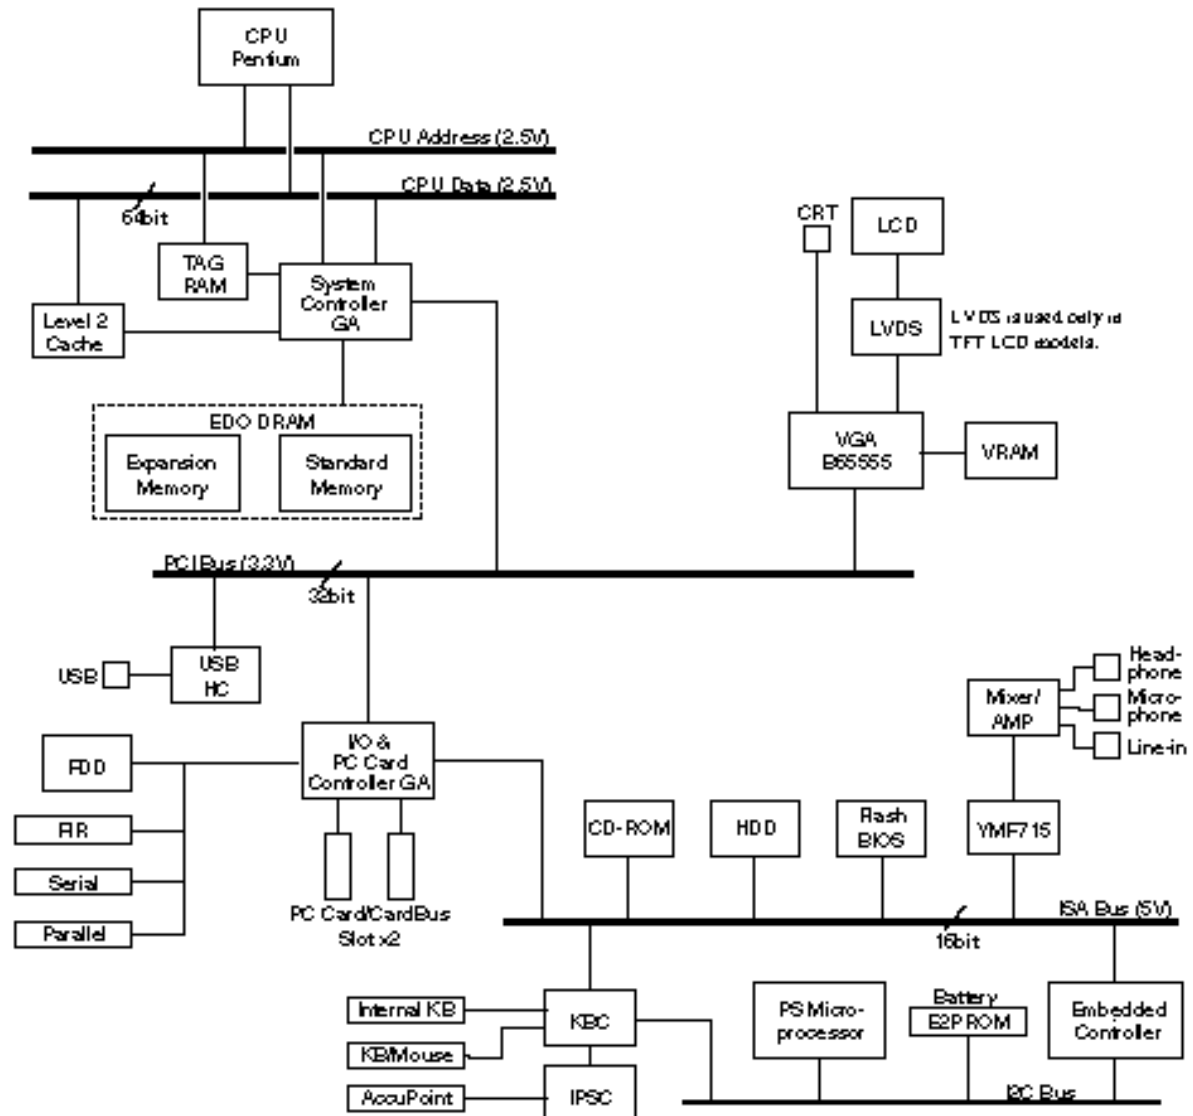 CPU
Pentium
CPU Address (2.5V)
CPU Data (2.5V)
64bit
TAG
RAM
System
Controller
GA
Level 2
Cache
EDO DRAM
Expansion
Memory
Standard
Memory
CRT
LCD
LVDS
LVDS is used only in
TFT LCD models.
VGA
B65555
VRAM
PCI Bus (3.3V)
32bit
USB
USB
HC
I/O &
PC Card
Controller GA
FDD
FIR
Serial
Parallel
PC Card/CardBus
Slot x2
Mixer/
AMP
Head-
phone
Micro-
phone
Line-in
CD-ROM
HDD
Flash
BIOS
YMF715
ISA Bus (5V)
16bit
Internal KB
KB/Mouse
AccuPoint
KBC
IPSC
PS Micro-
processor
Battery
E2PROM
Embedded
Controller
I2C Bus